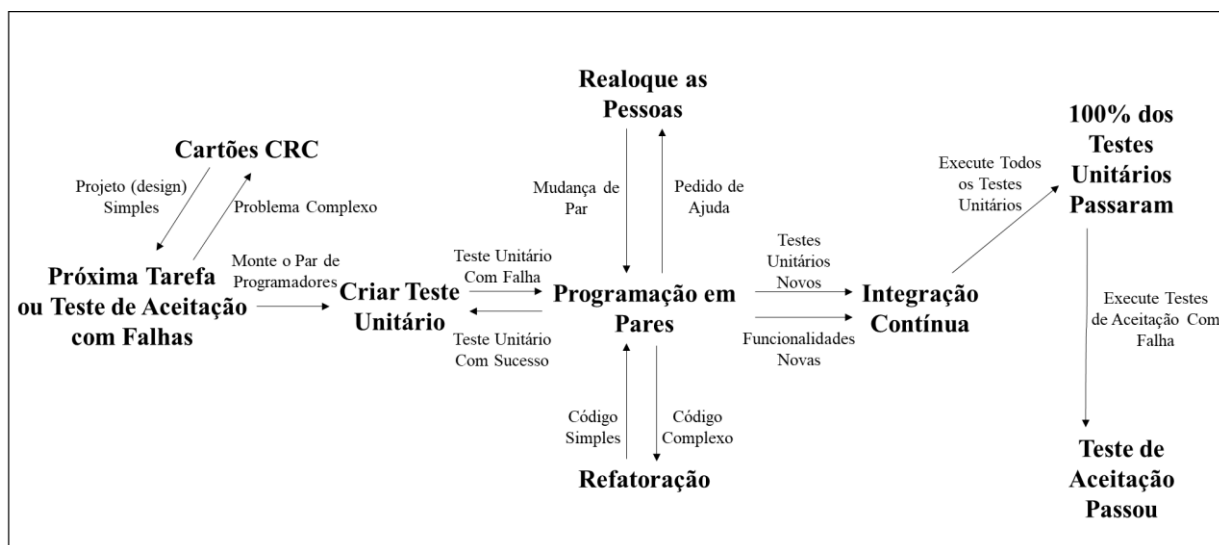 Realoque as
Pessoas
100% dos
Testes
Unitários
Passaram
Cartões CRC
Execute Todos
os Testes
Unitários
Projeto (design)
Simples
Problema Complexo
Mudança de
Par
Pedido de
Ajuda
Próxima Tarefa
ou Teste de Aceitação
com Falhas
Monte o Par de
Programadores
Criar Teste
Unitário
Teste Unitário
Com Falha
Teste Unitário
Com Sucesso
Programação em
Pares
Testes
Unitários
Novos
Funcionalidades
Novas
Integração
Contínua
Execute Testes
de Aceitação Com
Falha
Código
Simples
Código
Complexo
Refatoração
Teste de
Aceitação
Passou